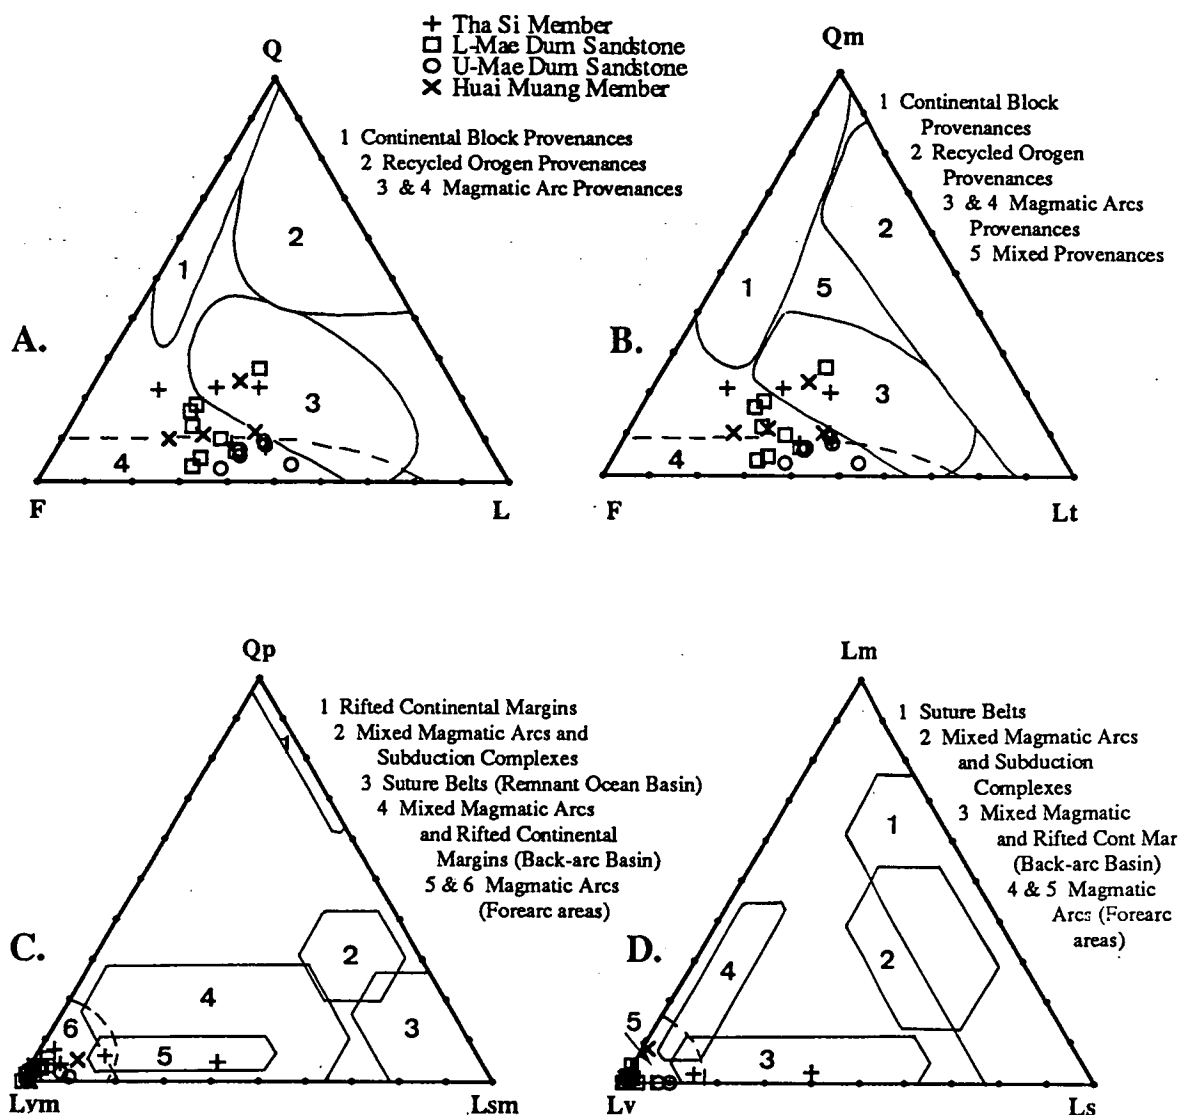 + Tha Si Member
□ L-Mae Dum Sandstone
○ U-Mae Dum Sandstone
× Huai Muang Member
Q
1 Continental Block Provenances
2 Recycled Orogen Provenances
3 & 4 Magmatic Arc Provenances
2
1
A.
3
4
F
L
Qm
1 Continental Block
Provenances
2 Recycled Orogen
Provenances
3 & 4 Magmatic Arcs
Provenances
5 Mixed Provenances
2
1
5
B.
3
4
F
Lt
Qp
1 Rifted Continental Margins
2 Mixed Magmatic Arcs and
Subduction Complexes
3 Suture Belts (Remnant Ocean Basin)
4 Mixed Magmatic Arcs
and Rifted Continental
Margins (Back-arc Basin)
5 & 6 Magmatic Arcs
(Forearc areas)
1
C.
2
4
3
6
5
Lvm
Lsm
Lm
1 Suture Belts
2 Mixed Magmatic Arcs
and Subduction
Complexes
3 Mixed Magmatic
and Rifted Cont Mar
(Back-arc Basin)
4 & 5 Magmatic
Arcs (Forearc
areas)
1
D.
2
4
5
3
Lv
Ls